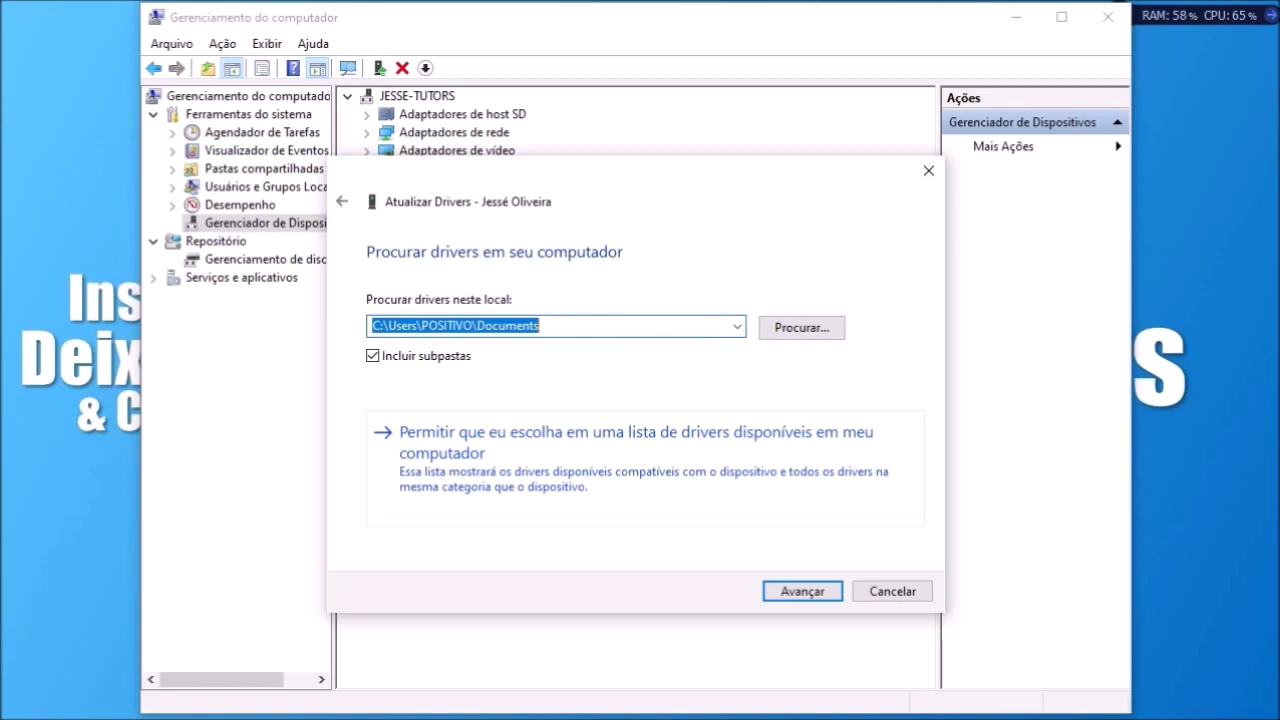 Gerenciamento do computador
RAM: 58 % CPU: 65 %
Arquivo Ação Exibir Ajuda
Gerenciamento do computado
Ferramentas do sistema
Agendador de Tarefas
Visualizador de Eventos
Pastas compartilhadas
Usuários e Grupos Loca
Desempenho
Gerenciador de Disposi
Repositório
Gerenciamento de disc
Serviços e aplicativos
JESSE-TUTORS
Adaptadores de host SD
Adaptadores de rede
Adaptadores de vídeo
Ações
Gerenciador de Dispositivos
Mais Ações
Atualizar Drivers - Jessé Oliveira
Procurar drivers em seu computador
Procurar drivers neste local:
C:\Users\POSITIVO\Documents
Procurar...
Incluir subpastas
Permitir que eu escolha em uma lista de drivers disponíveis em meu
computador
Essa lista mostrará os drivers disponíveis compatíveis com o dispositivo e todos os drivers na
mesma categoria que o dispositivo.
Avançar Cancelar
Ins
Deix
& C
S